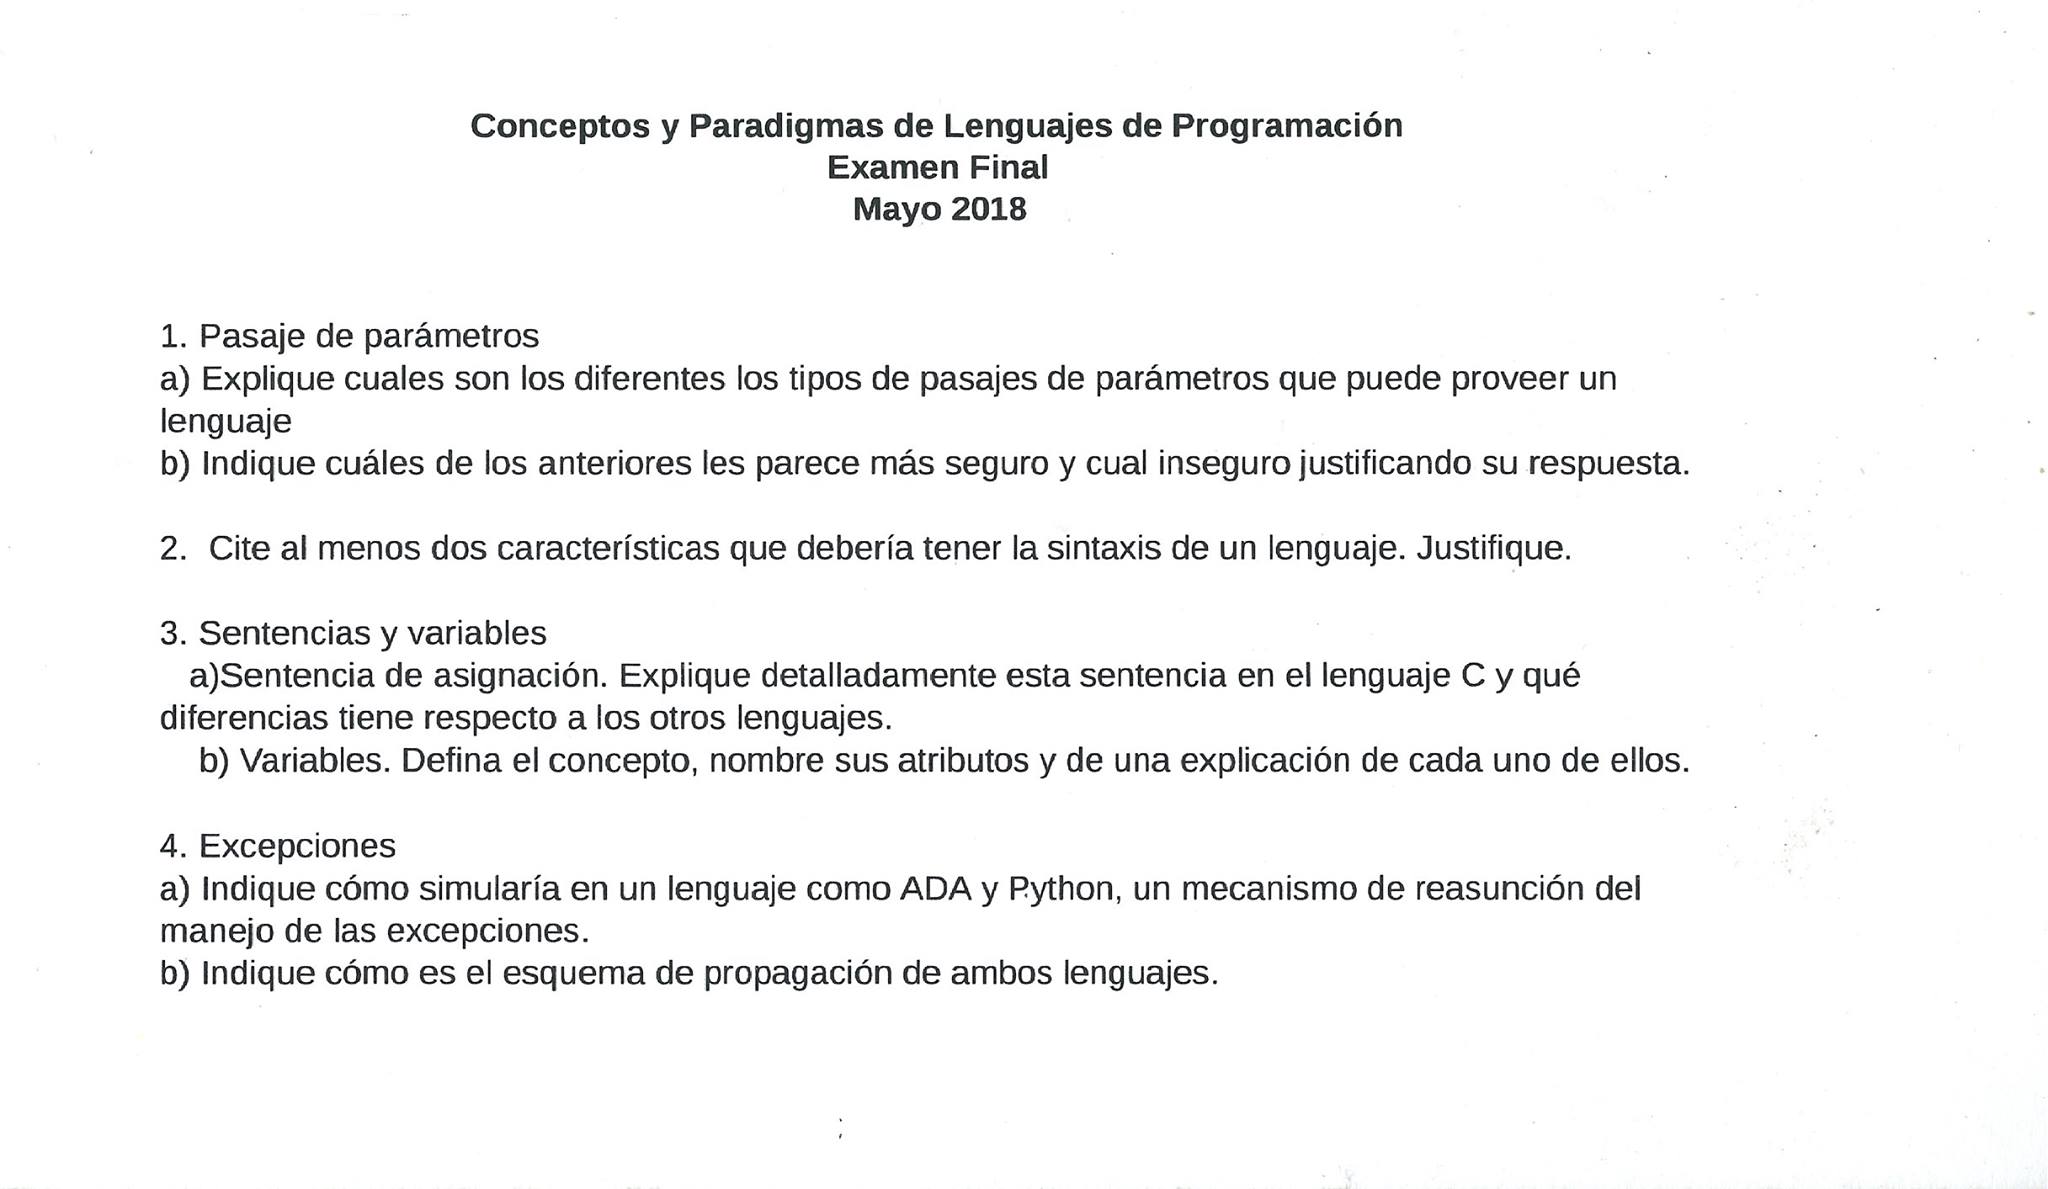 Conceptos y Paradigmas de Lenguajes de Programación
Examen Final
Mayo 2018
1. Pasaje de parámetros
a) Explique cuales son los diferentes los tipos de pasajes de parámetros que puede proveer un
lenguaje
b) Indique cuáles de los anteriores les parece más seguro y cual inseguro justificando su respuesta.
2. Cite al menos dos características que debería tener la sintaxis de un lenguaje. Justifique.
3. Sentencias y variables
a)Sentencia de asignación. Explique detalladamente esta sentencia en el lenguaje C y qué
diferencias tiene respecto a los otros lenguajes.
b) Variables. Defina el concepto, nombre sus atributos y de una explicación de cada uno de ellos.
4. Excepciones
a) Indique cómo simularía en un lenguaje como ADA y Python, un mecanismo de reasunción del
manejo de las excepciones.
b) Indique cómo es el esquema de propagación de ambos lenguajes.